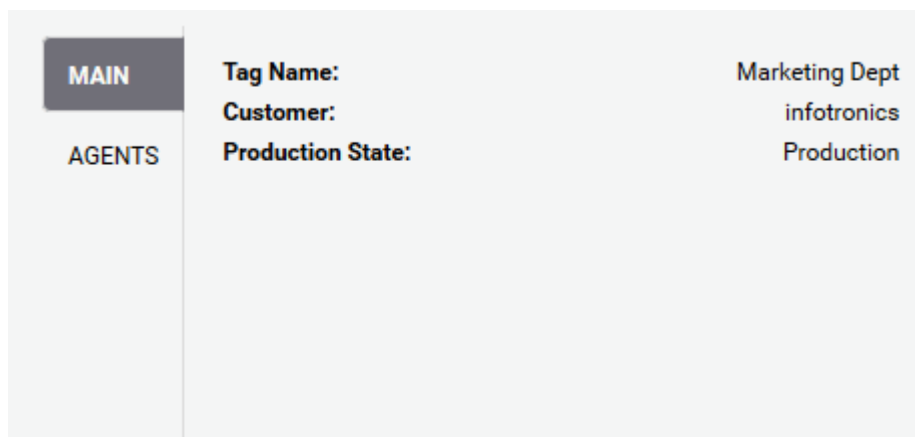 MAIN
AGENTS
Tag Name: Marketing Dept
Customer: infotronics
Production State: Production